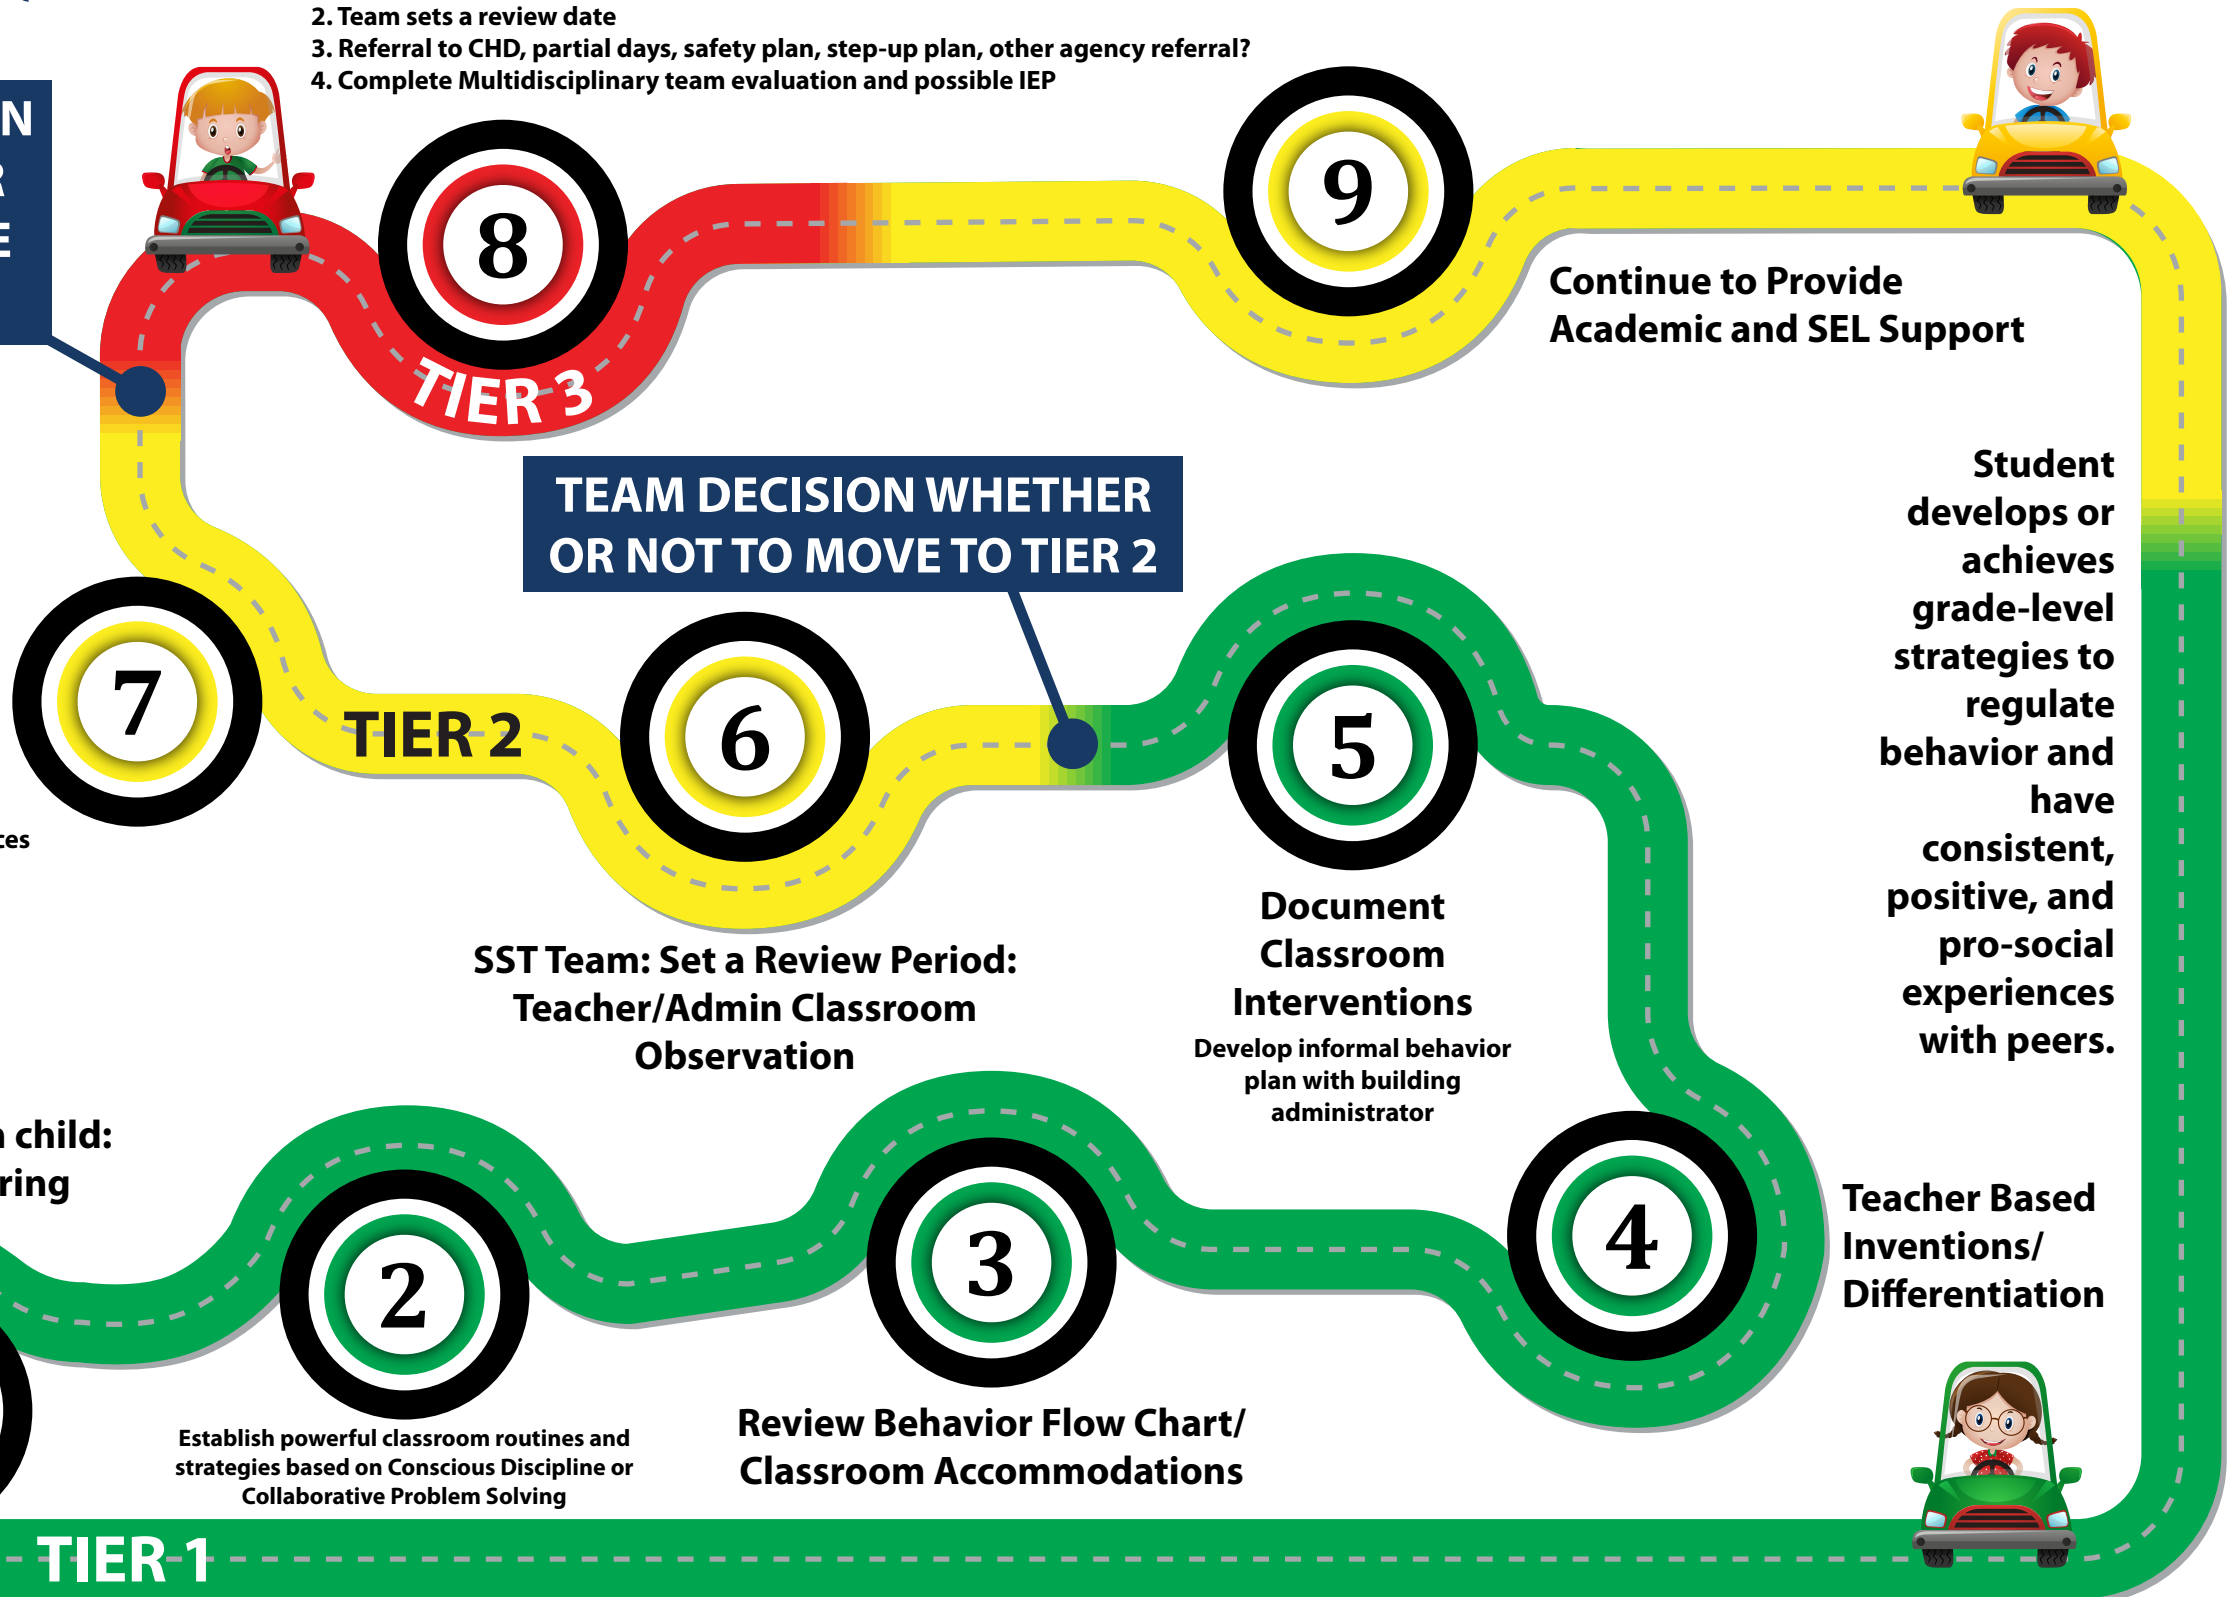 2. Team sets a review date
3. Referral to CHD, partial days, safety plan, step-up plan, other agency referral?
4. Complete Multidisciplinary team evaluation and possible IEP
8
9
TIER 3
Continue to Provide
Academic and SEL Support
TEAM DECISION WHETHER
OR NOT TO MOVE TO TIER 2
Student
develops or
achieves
grade-level
strategies to
regulate
behavior and
have
consistent,
positive, and
pro-social
experiences
with peers.
7
TIER 2
6
5
SST Team: Set a Review Period:
Teacher/Admin Classroom
Observation
Document
Classroom
Interventions
Develop informal behavior
plan with building
administrator
child:
2
3
4
Teacher Based
Inventions/
Differentiation
Establish powerful classroom routines and
strategies based on Conscious Discipline or
Collaborative Problem Solving
Review Behavior Flow Chart/
Classroom Accommodations
TIER 1